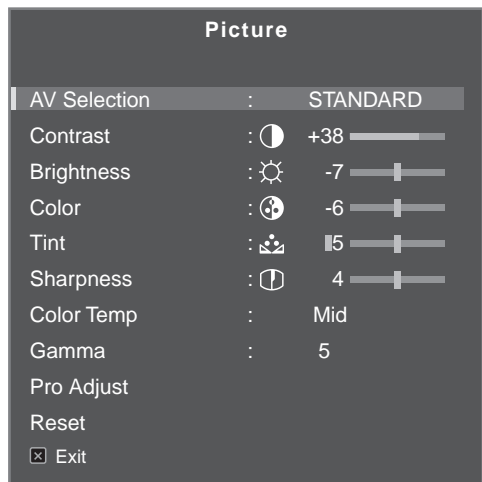 Picture
AV Selection : STANDARD
Contrast : +38
Brightness : -7
Color : -6
Tint : 5
Sharpness : 4
Color Temp : Mid
Gamma : 5
Pro Adjust
Reset
Exit